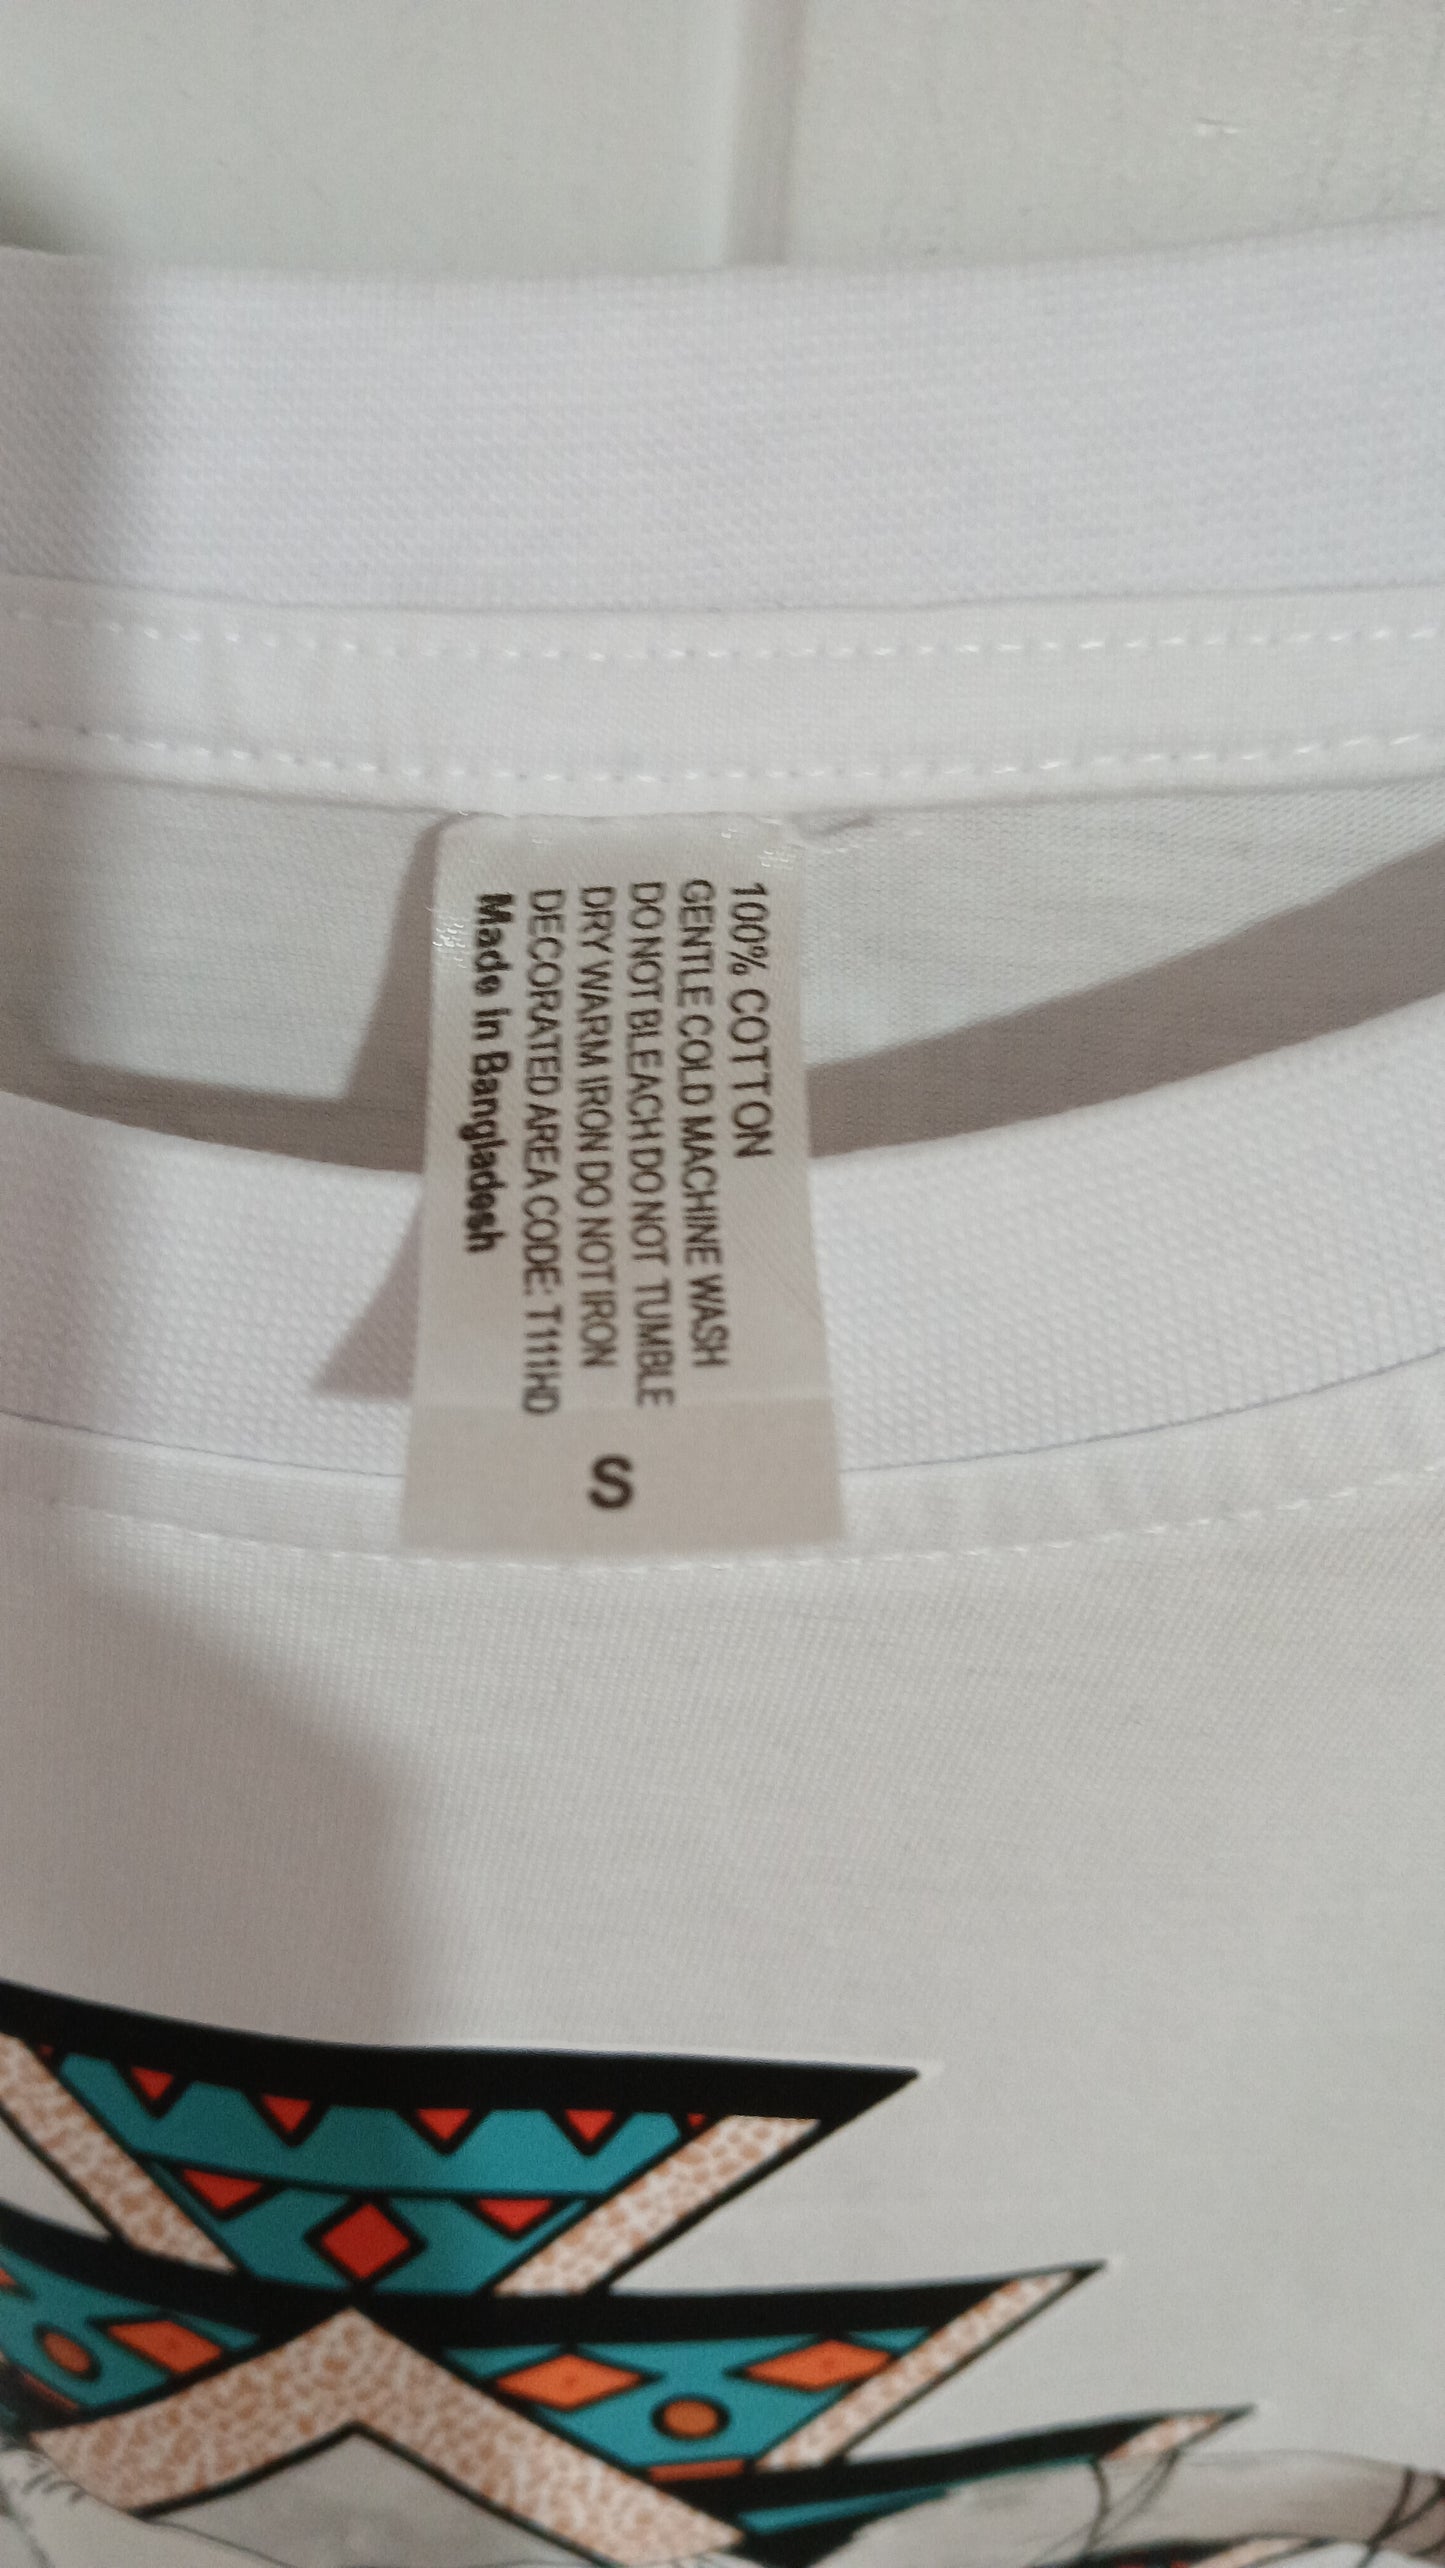 100% COTTON
GENTLE COLD MACHINE WASH
DO NOT BLEACH DO NOT TUMBLE
DRY WARM IRON DO NOT IRON
DECORATED AREA CODE: T111HD
Made in Bangladesh
S